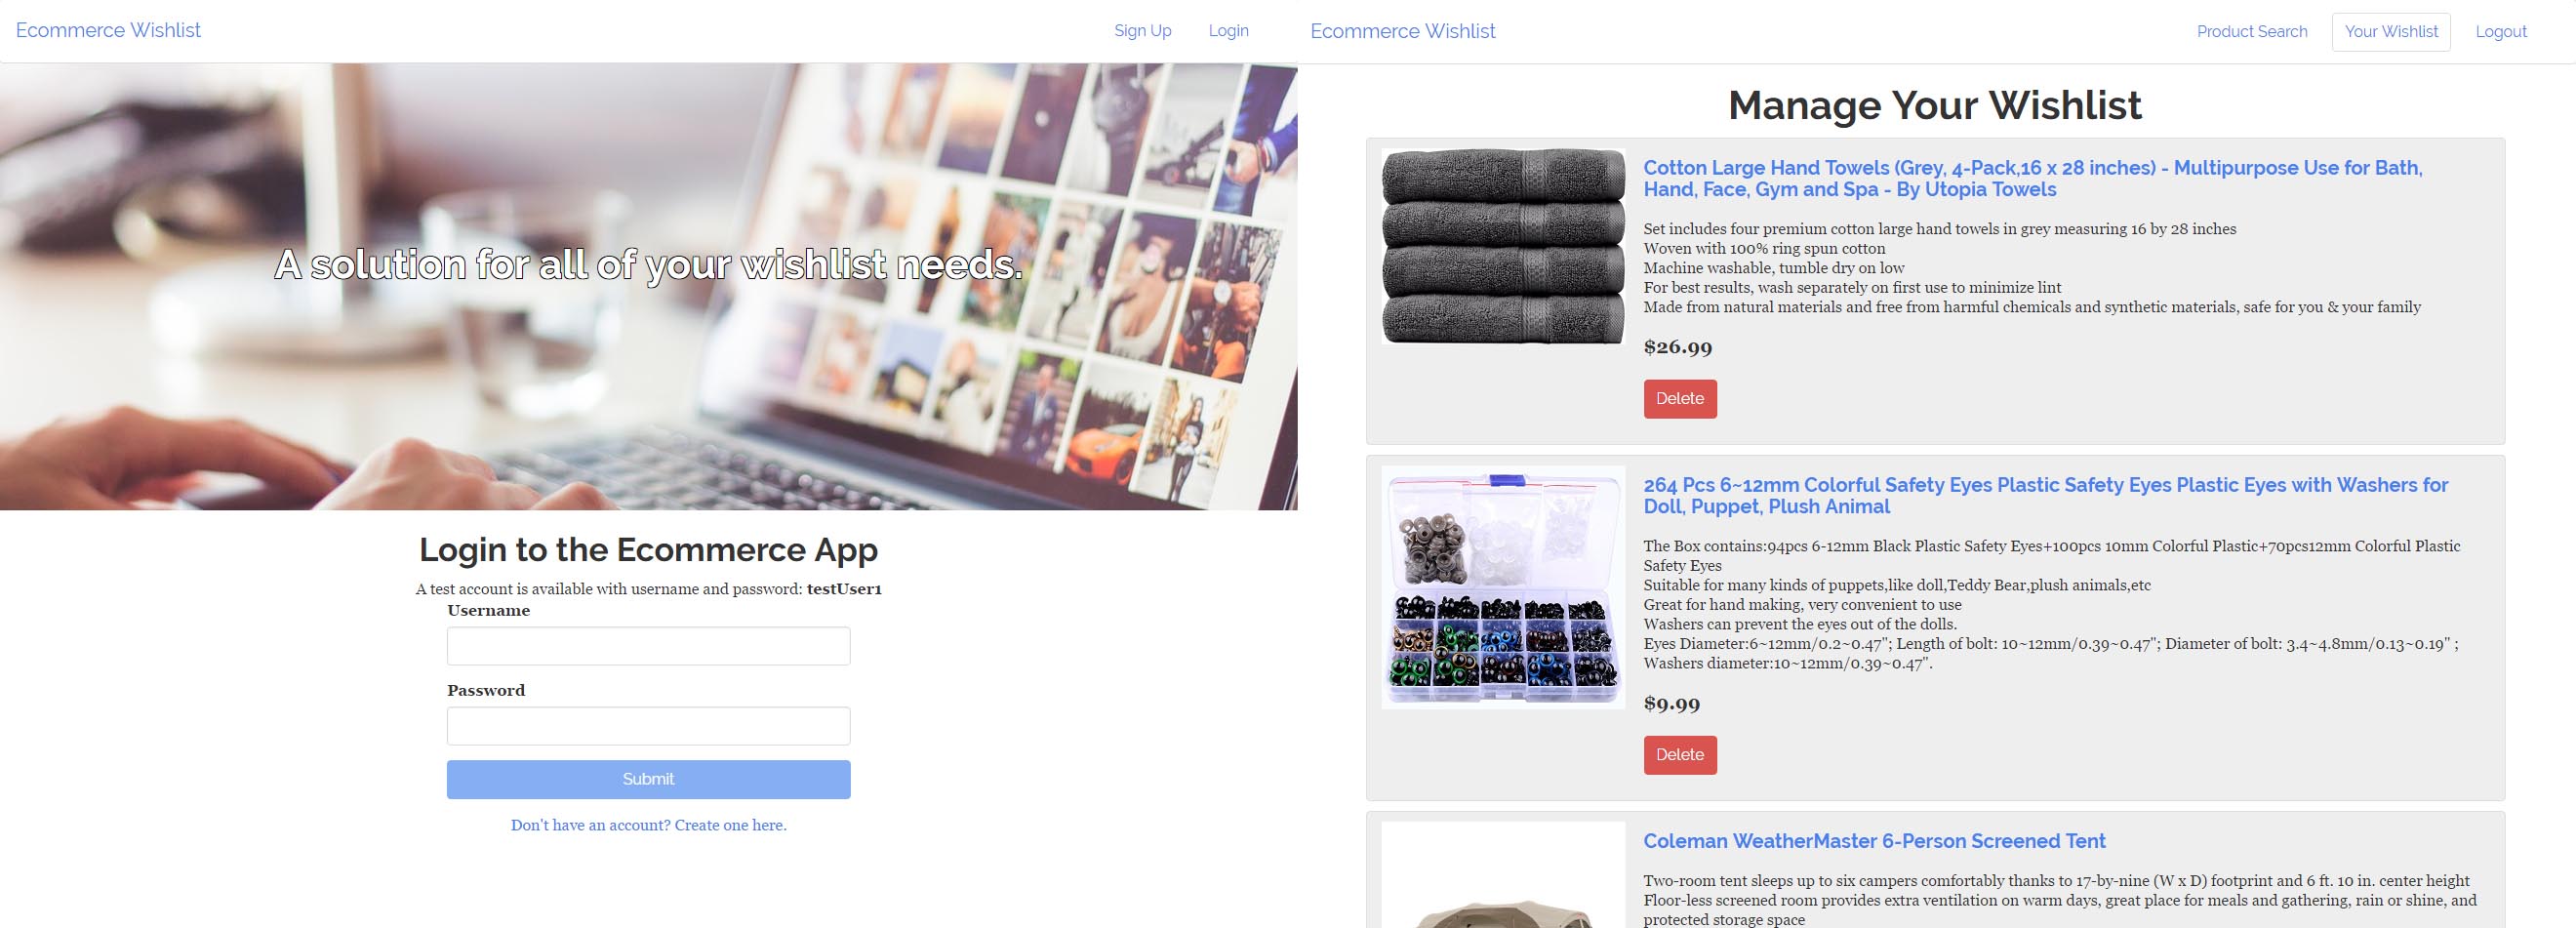 Ecommerce Wishlist
Sign Up
Login
A solution for all of your wishlist needs.
Login to the Ecommerce App
A test account is available with username and password: testUser1
Username
Password
Submit
Don't have an account? Create one here.
Ecommerce Wishlist
Product Search
Your Wishlist
Logout
Manage Your Wishlist
Cotton Large Hand Towels (Grey, 4-Pack,16 x 28 inches) - Multipurpose Use for Bath,
Hand, Face, Gym and Spa - By Utopia Towels
Set includes four premium cotton large hand towels in grey measuring 16 by 28 inches
Woven with 100% ring spun cotton
Machine washable, tumble dry on low
For best results, wash separately on first use to minimize lint
Made from natural materials and free from harmful chemicals and synthetic materials, safe for you & your family
$26.99
Delete
264 Pcs 6~12mm Colorful Safety Eyes Plastic Safety Eyes Plastic Eyes with Washers for
Doll, Puppet, Plush Animal
The Box contains:94pcs 6-12mm Black Plastic Safety Eyes+100pcs 10mm Colorful Plastic+70pcs12mm Colorful Plastic
Safety Eyes
Suitable for many kinds of puppets,like doll,Teddy Bear,plush animals,etc
Great for hand making, very convenient to use
Washers can prevent the eyes out of the dolls.
Eyes Diameter:6~12mm/0.2~0.47"; Length of bolt: 10~12mm/0.39~0.47"; Diameter of bolt: 3.4~4.8mm/0.13~0.19" ;
Washers diameter:10~12mm/0.39~0.47".
$9.99
Delete
Coleman WeatherMaster 6-Person Screened Tent
Two-room tent sleeps up to six campers comfortably thanks to 17-by-nine (W x D) footprint and 6 ft. 10 in. center height
Floor-less screened room provides extra ventilation on warm days, great place for meals and gathering, rain or shine, and
protected storage space